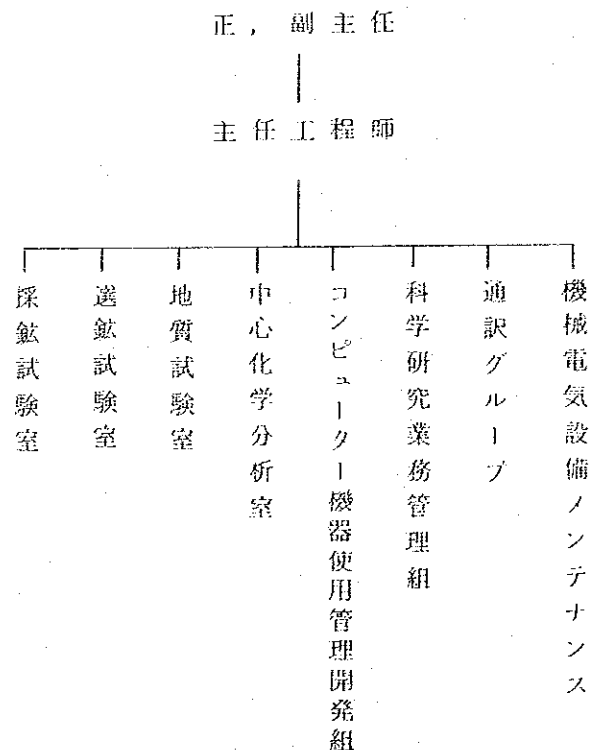 正，副主任
主任工程師
採鉱試験室
選鉱試験室
地質試験室
中心化学分析室
コンピューター機器使用管理開発組
科学研究業務管理組
通訳グループ
機械電気設備メンテナンス